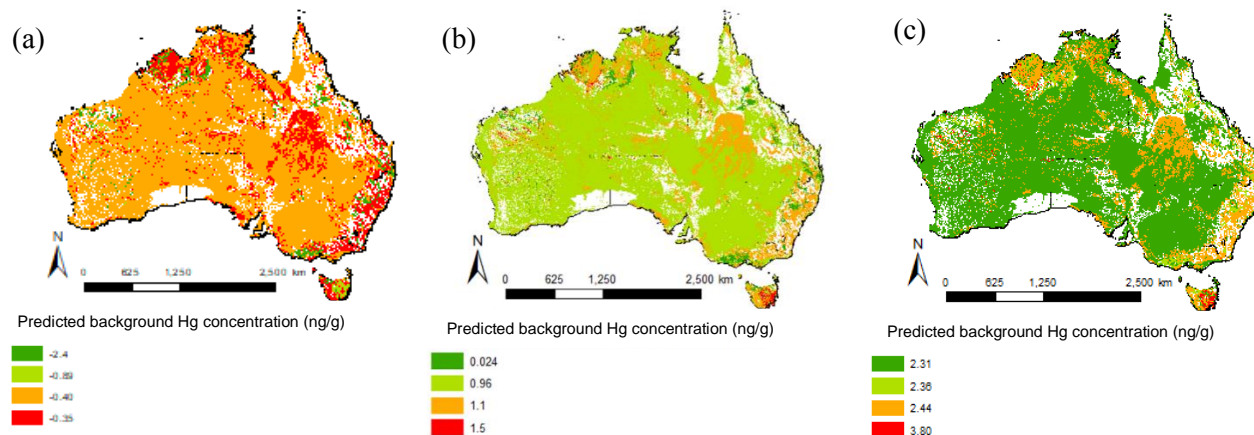 (a)
N
0 625 1,250 2,500 km
Predicted background Hg concentration (ng/g)
-2.4
-0.89
-0.40
-0.35
(b)
N
0 625 1,250 2,500 km
Predicted background Hg concentration (ng/g)
0.024
0.96
1.1
1.5
(c)
N
0 625 1,250 2,500 km
Predicted background Hg concentration (ng/g)
2.31
2.36
2.44
3.80